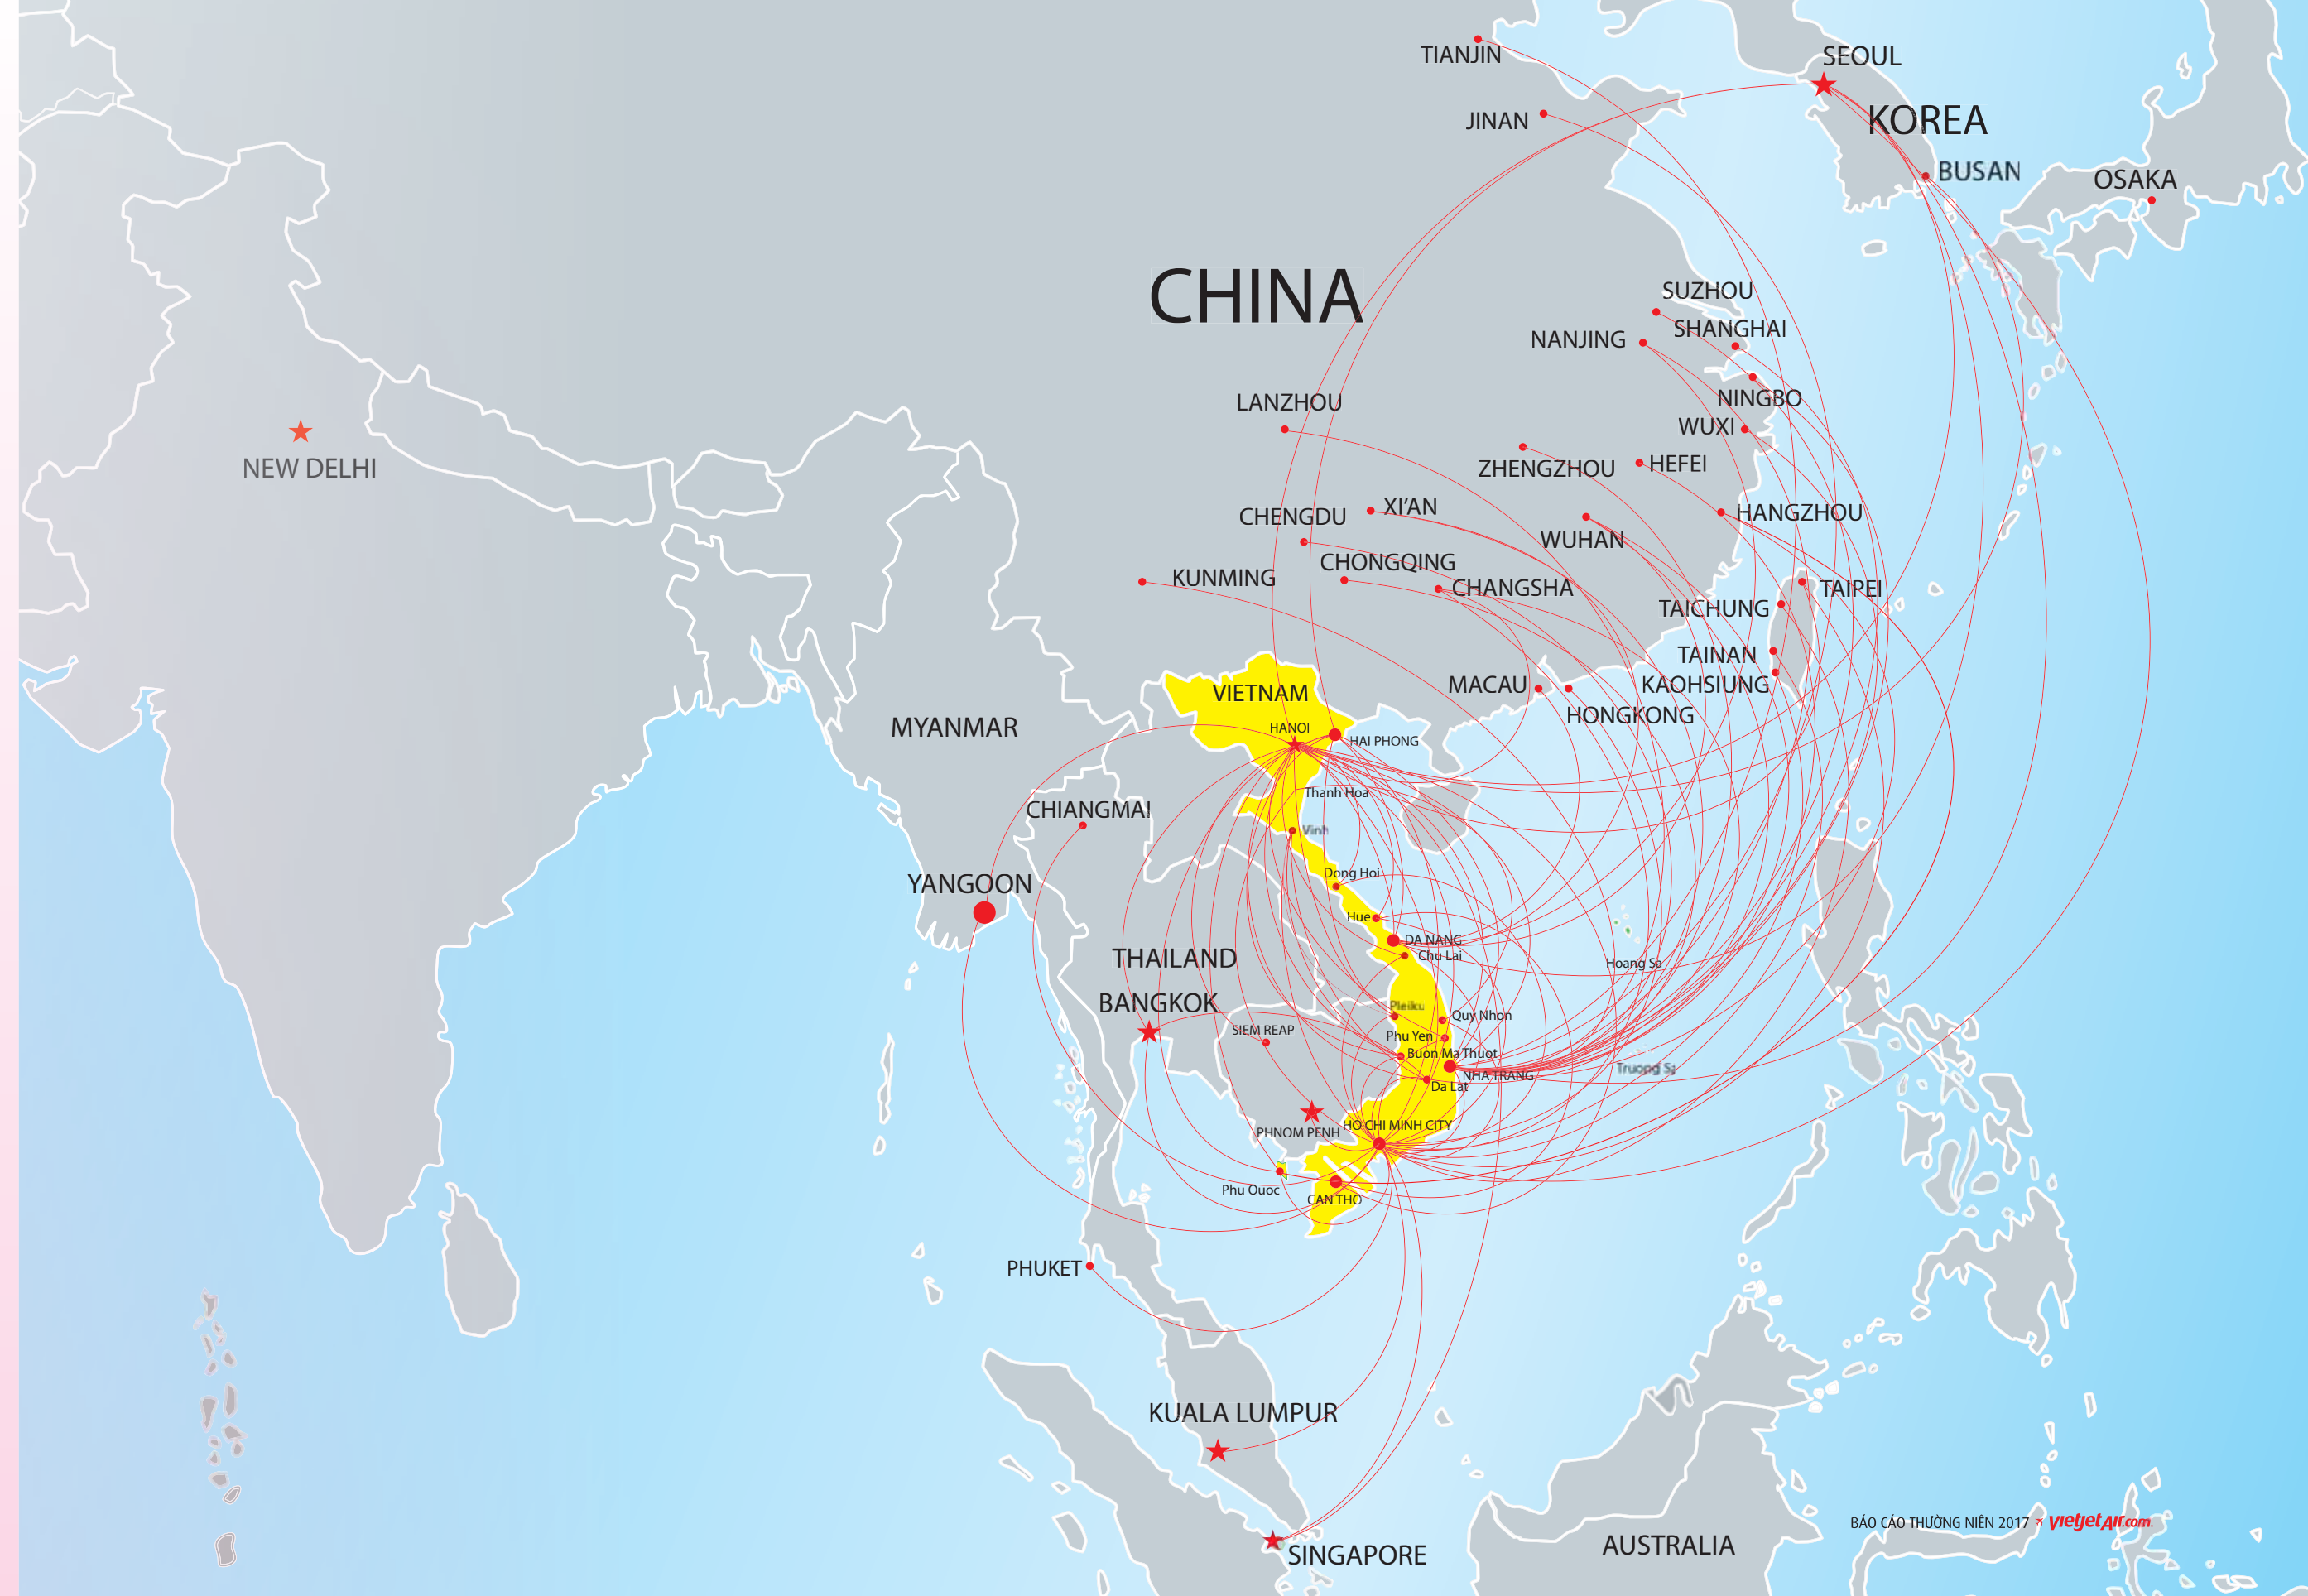 TIANJIN
SEOUL
JINAN
KOREA
BUSAN
OSAKA
CHINA
SUZHOU
SHANGHAI
NANJING
NINGBO
LANZHOU
WUXI
ZHENGZHOU
HEFEI
NEW DELHI
XI’AN
CHENGDU
HANGZHOU
WUHAN
CHONGQING
KUNMING
CHANGSHA
TAIPEI
TAICHUNG
TAINAN
MACAU
KAOHSIUNG
VIETNAM
HONGKONG
MYANMAR
HANOI
HAI PHONG
Thanh Hoa
CHIANGMAI
Vinh
Dong Hoi
YANGOON
Hue
DA NANG
Chu Lai
THAILAND
Hoang Sa
BANGKOK
Pleiku
Quy Nhon
SIEM REAP
Phu Yen
Buon Ma Thuot
Truong Sa
NHA TRANG
Da Lat
HO CHI MINH CITY
PHNOM PENH
Phu Quoc
CAN THO
PHUKET
KUALA LUMPUR
BÁO CÁO THƯỜNG NIÊN 2017 vietjetAir.com
AUSTRALIA
SINGAPORE